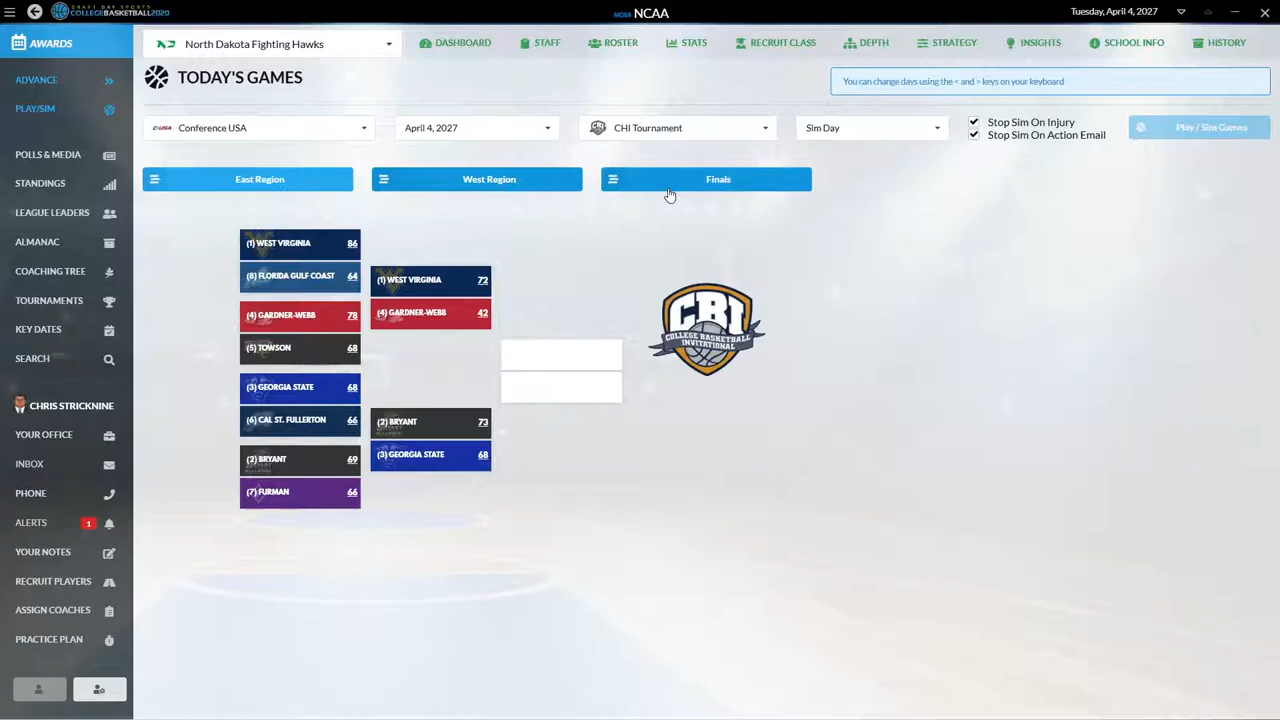 DRAFT DAY SPORTS
COLLEGE BASKETBALL 2020
NCAA NCAA
Tuesday, April 4, 2027
AWARDS
North Dakota Fighting Hawks
DASHBOARD
STAFF
ROSTER
STATS
RECRUIT CLASS
DEPTH
STRATEGY
INSIGHTS
SCHOOL INFO
HISTORY
ADVANCE
PLAY/SIM
POLLS & MEDIA
STANDINGS
LEAGUE LEADERS
ALMANAC
COACHING TREE
TOURNAMENTS
KEY DATES
SEARCH
CHRIS STRICKNINE
YOUR OFFICE
INBOX
PHONE
ALERTS 1
YOUR NOTES
RECRUIT PLAYERS
ASSIGN COACHES
PRACTICE PLAN
TODAY'S GAMES
You can change days using the < and > keys on your keyboard
C-USA Conference USA
April 4, 2027
CHI Tournament
Sim Day
Stop Sim On Injury
Stop Sim On Action Email
Play / Sim Games
East Region
West Region
Finals
(1) WEST VIRGINIA 86
(8) FLORIDA GULF COAST 64
(4) GARDNER-WEBB 78
(5) TOWSON 68
(3) GEORGIA STATE 68
(6) CAL ST. FULLERTON 66
(2) BRYANT 69
(7) FURMAN 66
(1) WEST VIRGINIA 72
(4) GARDNER-WEBB 42
(2) BRYANT 73
(3) GEORGIA STATE 68
CBI
COLLEGE BASKETBALL
INVITATIONAL